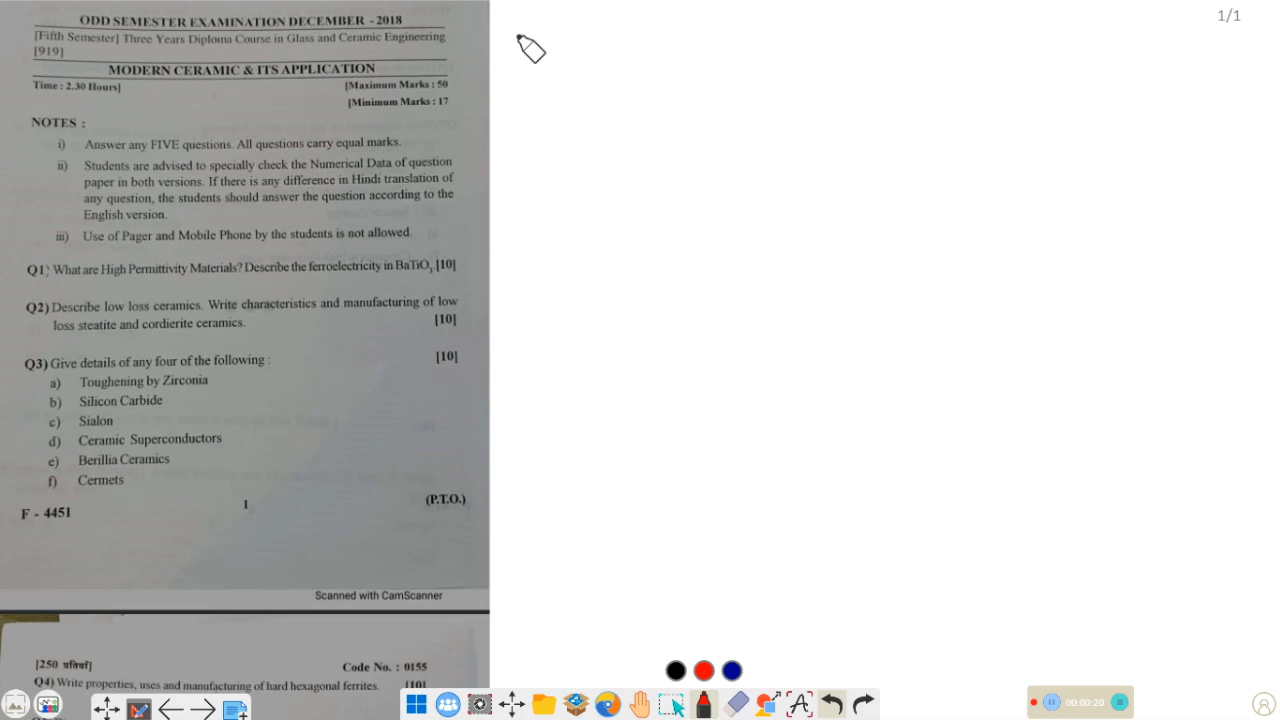 ODD SEMESTER EXAMINATION DECEMBER - 2018
[Fifth Semester] Three Years Diploma Course in Glass and Ceramic Engineering
[919]
MODERN CERAMIC & ITS APPLICATION
Time : 2.30 Hours]
[Maximum Marks : 50
[Minimum Marks : 17
NOTES :
i) Answer any FIVE questions. All questions carry equal marks.
ii) Students are advised to specially check the Numerical Data of question
paper in both versions. If there is any difference in Hindi translation of
any question, the students should answer the question according to the
English version.
iii) Use of Pager and Mobile Phone by the students is not allowed.
Q1) What are High Permittivity Materials? Describe the ferroelectricity in BaTiO3. [10]
Q2) Describe low loss ceramics. Write characteristics and manufacturing of low
loss steatite and cordierite ceramics. [10]
Q3) Give details of any four of the following : [10]
a) Toughening by Zirconia
b) Silicon Carbide
c) Sialon
d) Ceramic Superconductors
e) Berillia Ceramics
f) Cermets
F - 4451
1
(P.T.O.)
Scanned with CamScanner
[250 प्रतियाँ]
Code No. : 0155
Q4) Write properties, uses and manufacturing of hard hexagonal ferrites. [10]
1/1
00:00:20